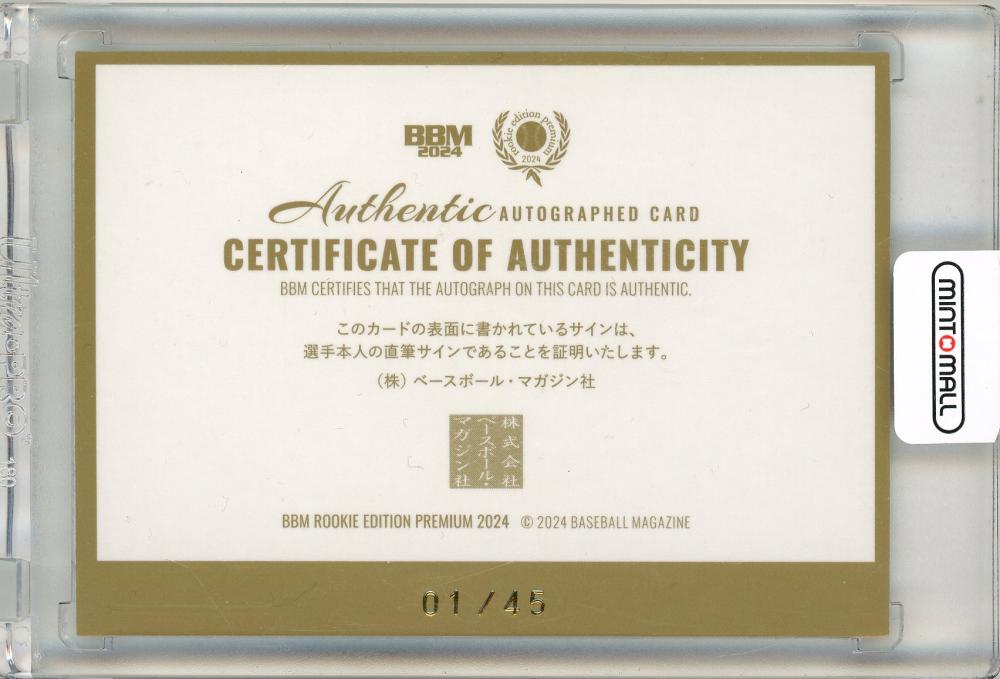 BBM
2024
rookie edition premium
2024
Authentic AUTOGRAPHED CARD
CERTIFICATE OF AUTHENTICITY
BBM CERTIFIES THAT THE AUTOGRAPH ON THIS CARD IS AUTHENTIC.
このカードの表面に書かれているサインは、
選手本人の直筆サインであることを証明いたします。
（株）ベースボール・マガジン社
株式会社
ベースボール・
マガジン社
BBM ROOKIE EDITION PREMIUM 2024 © 2024 BASEBALL MAGAZINE
01/45
MINT MALL
UltraPRO®
180